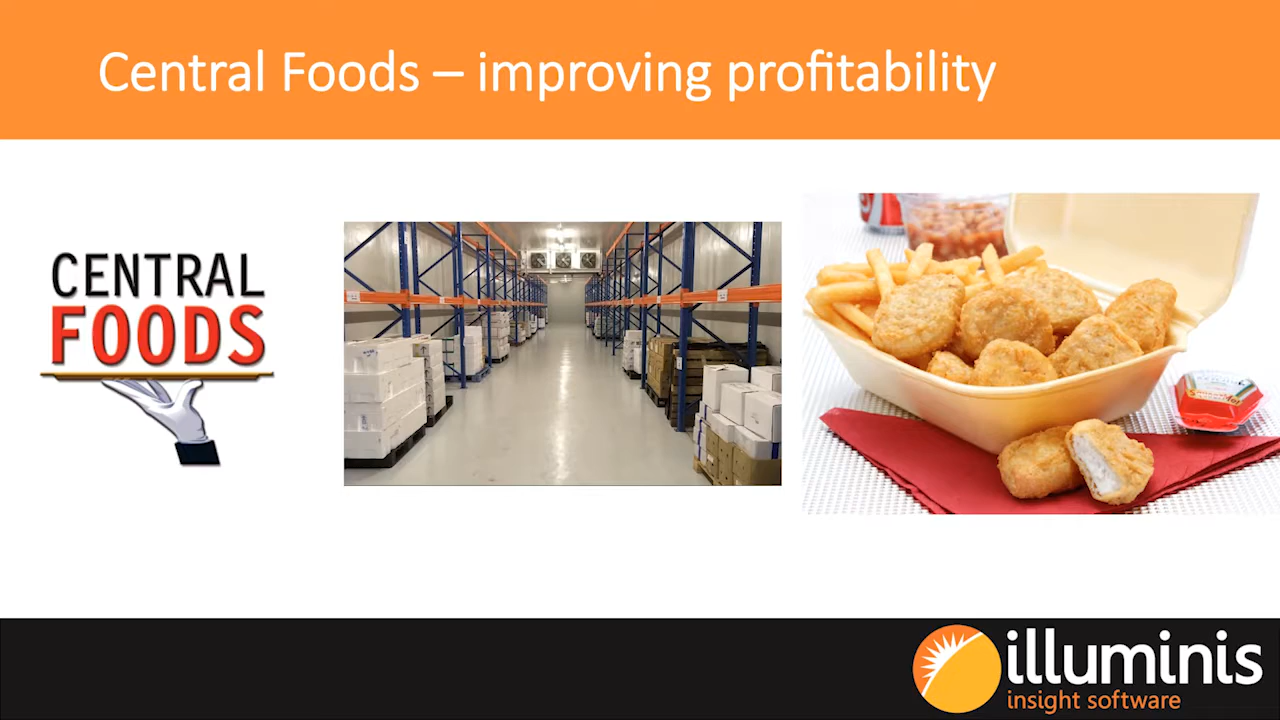 Central Foods – improving profitability
CENTRAL
FOODS
illuminis
insight software